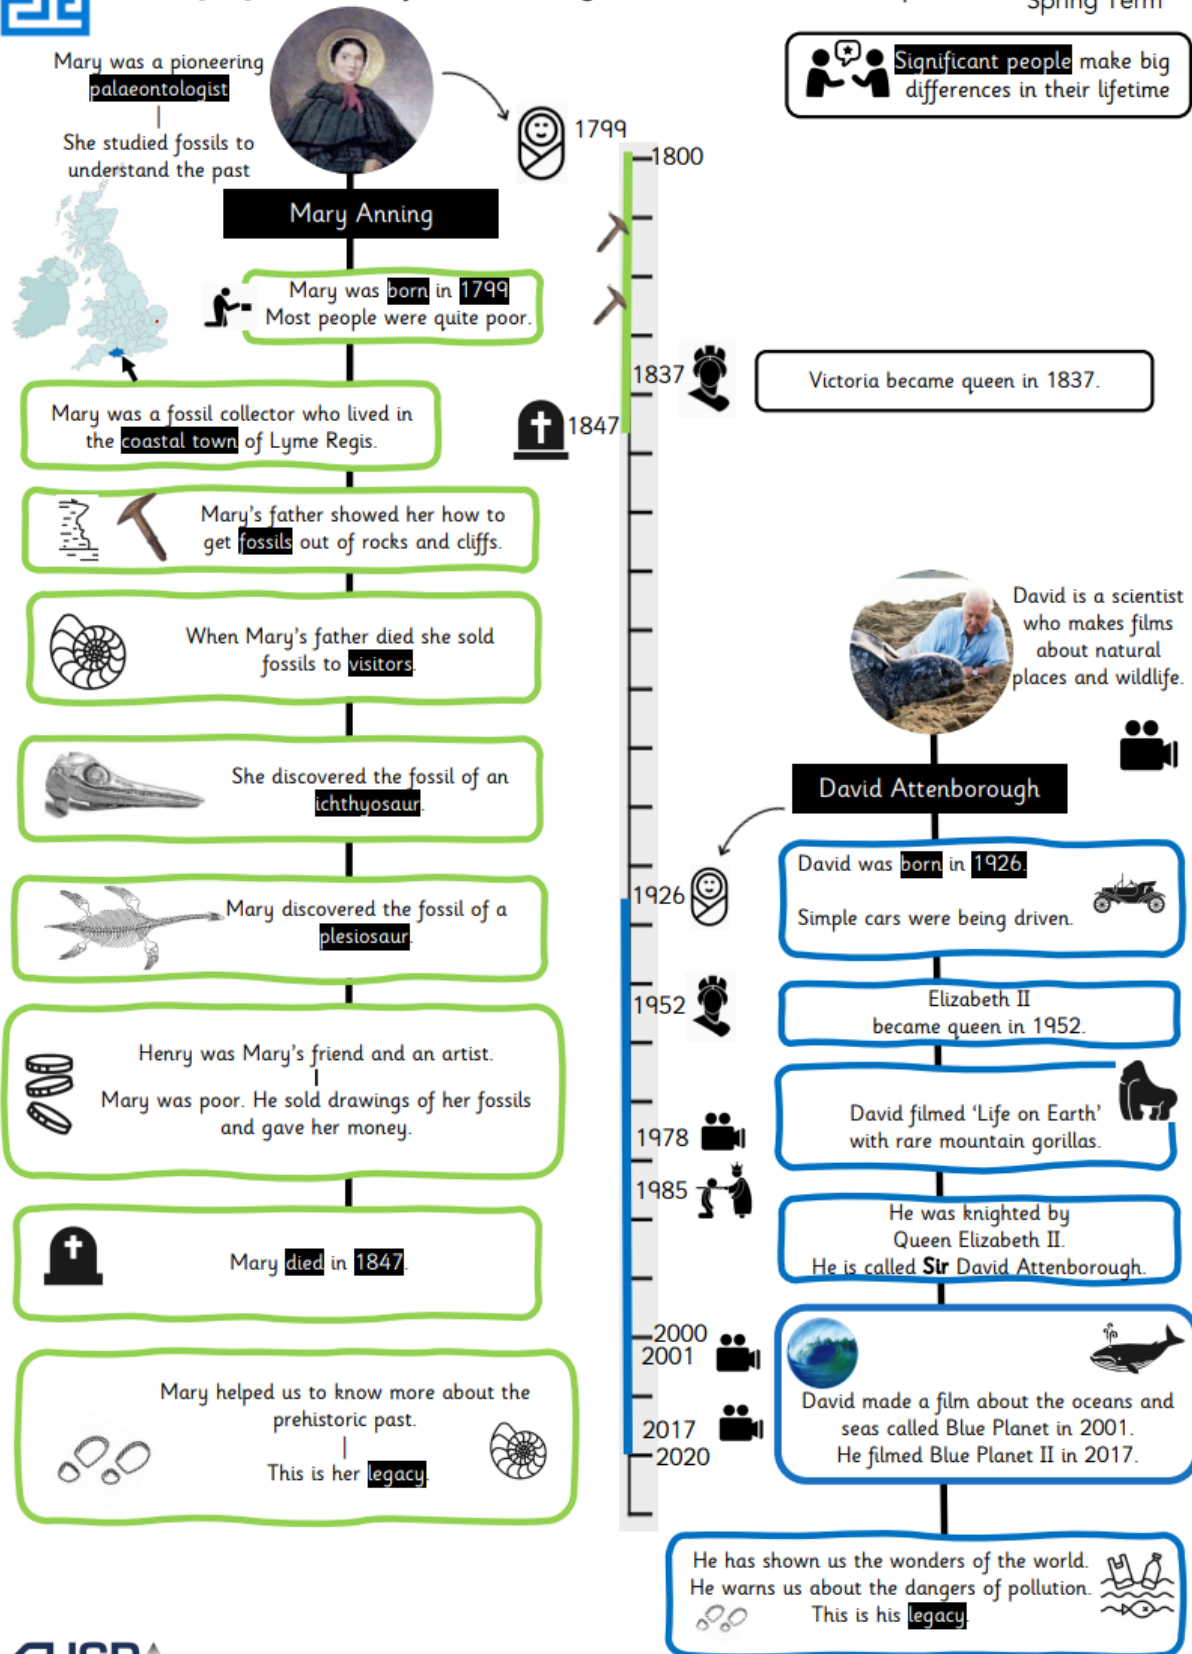 Spring Term
Mary was a pioneering
palaeontologist
She studied fossils to
understand the past
Significant people make big
differences in their lifetime
1799
1800
Mary Anning
Mary was born in 1799
Most people were quite poor.
1837
Victoria became queen in 1837.
Mary was a fossil collector who lived in
the coastal town of Lyme Regis.
1847
Mary's father showed her how to
get fossils out of rocks and cliffs.
When Mary's father died she sold
fossils to visitors.
She discovered the fossil of an
ichthyosaur.
Mary discovered the fossil of a
plesiosaur.
Henry was Mary's friend and an artist.
Mary was poor. He sold drawings of her fossils
and gave her money.
Mary died in 1847.
Mary helped us to know more about the
prehistoric past.
This is her legacy.
David is a scientist
who makes films
about natural
places and wildlife.
David Attenborough
1926
David was born in 1926.
Simple cars were being driven.
1952
Elizabeth II
became queen in 1952.
1978
David filmed 'Life on Earth'
with rare mountain gorillas.
1985
He was knighted by
Queen Elizabeth II.
He is called Sir David Attenborough.
2000
2001
2017
2020
David made a film about the oceans and
seas called Blue Planet in 2001.
He filmed Blue Planet II in 2017.
He has shown us the wonders of the world.
He warns us about the dangers of pollution.
This is his legacy.